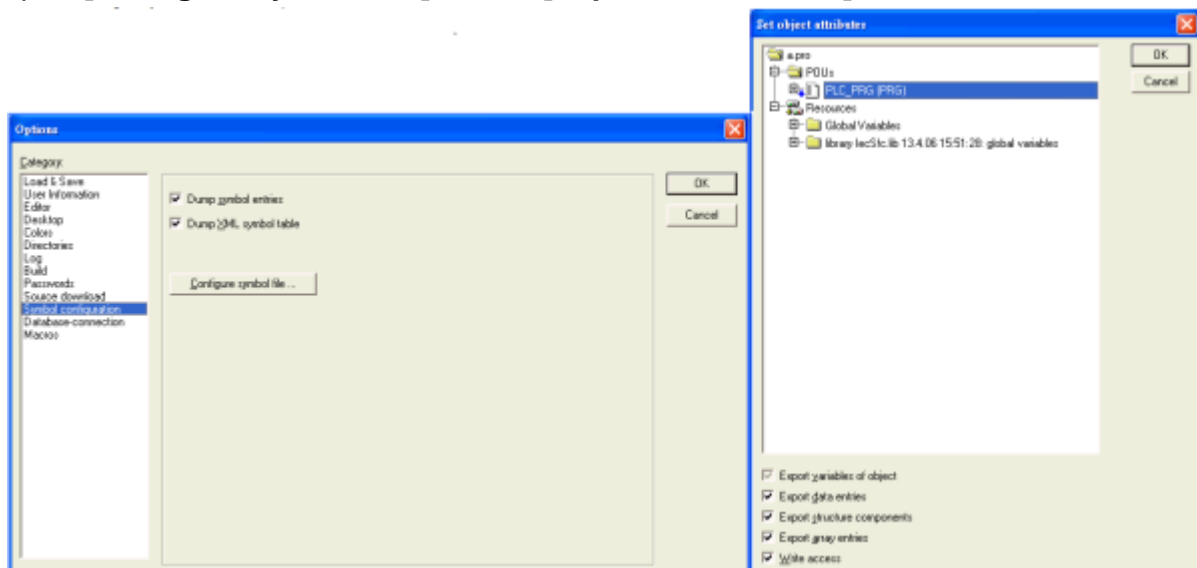 Set object attributes
a.pro
POUs
PLC_PRG (PRG)
Resources
Global Variables
library Iecsfc.lib 13.4.06 15:51:28: global variables
OK
Cancel
Options
Category:
Load & Save
User Information
Editor
Desktop
Colors
Directories
Log
Build
Passwords
Source download
Symbol configuration
Database-connection
Macros
Dump symbol entries
Dump XML symbol table
Configure symbol file ...
OK
Cancel
Export variables of object
Export data entries
Export structure components
Export array entries
Write access